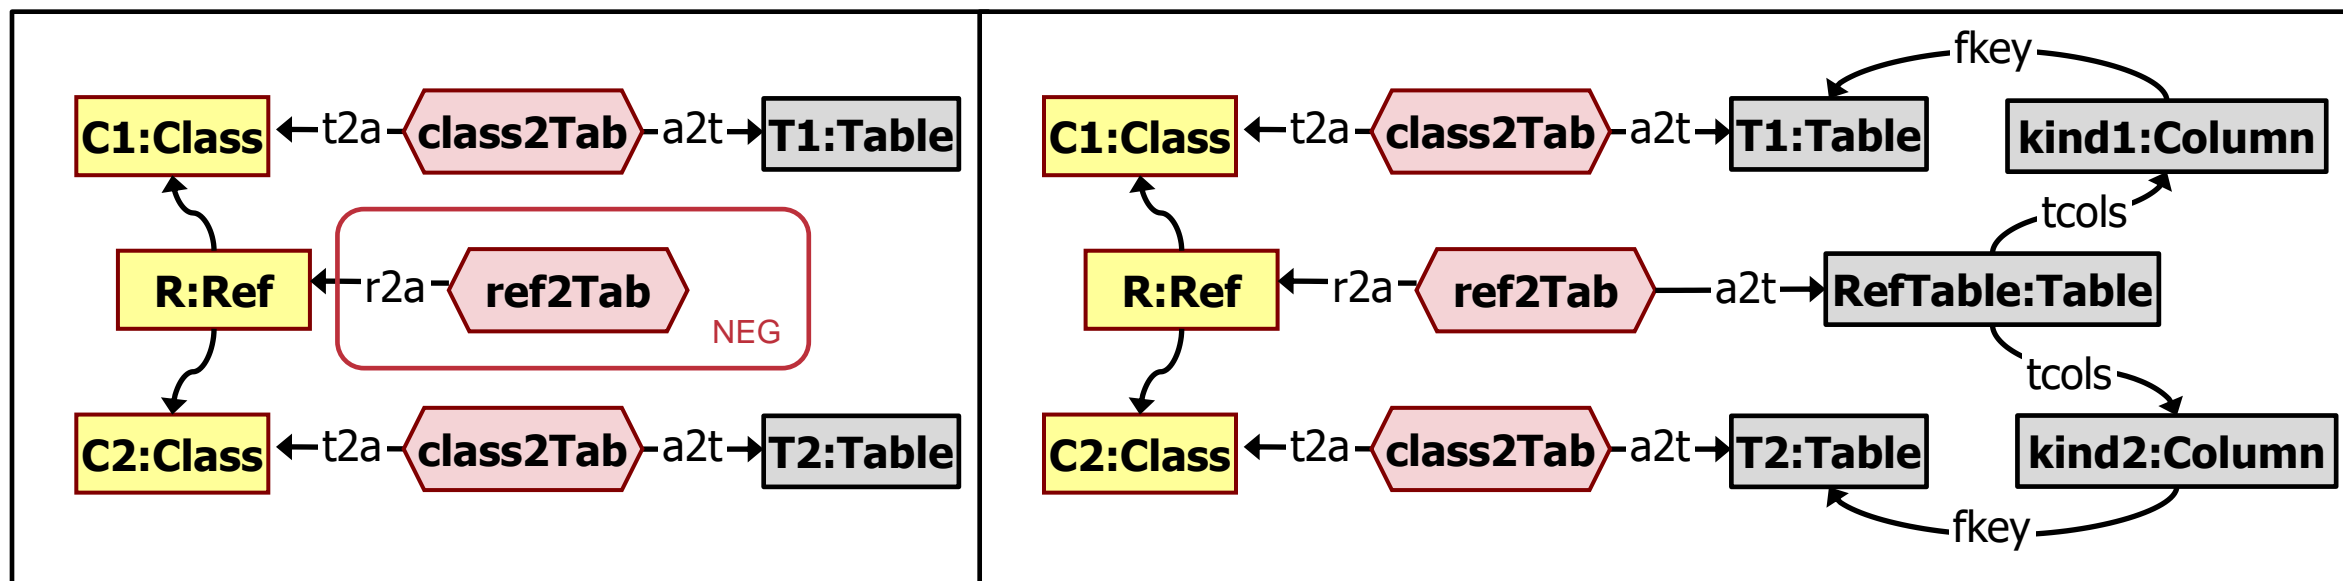 C1:Class t2a class2Tab a2t T1:Table
R:Ref r2a ref2Tab
NEG
C2:Class t2a class2Tab a2t T2:Table
fkey
C1:Class t2a class2Tab a2t T1:Table kind1:Column
tcols
R:Ref r2a ref2Tab a2t RefTable:Table
tcols
C2:Class t2a class2Tab a2t T2:Table kind2:Column
fkey